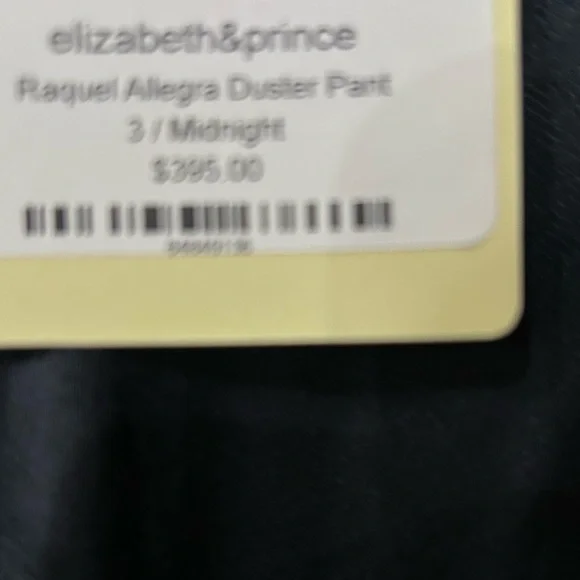 elizabeth&prince
Raquel Allegra Duster Pant
3 / Midnight
$395.00